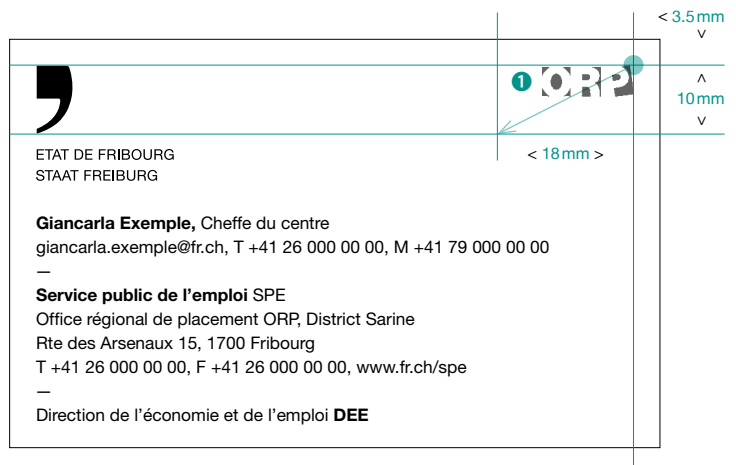 < 3.5 mm
❶ ORP
10 mm
ETAT DE FRIBOURG
STAAT FREIBURG
< 18 mm >
Giancarla Exemple, Cheffe du centre
giancarla.exemple@fr.ch, T +41 26 000 00 00, M +41 79 000 00 00
—
Service public de l’emploi SPE
Office régional de placement ORP, District Sarine
Rte des Arsenaux 15, 1700 Fribourg
T +41 26 000 00 00, F +41 26 000 00 00, www.fr.ch/spe
—
Direction de l’économie et de l’emploi DEE